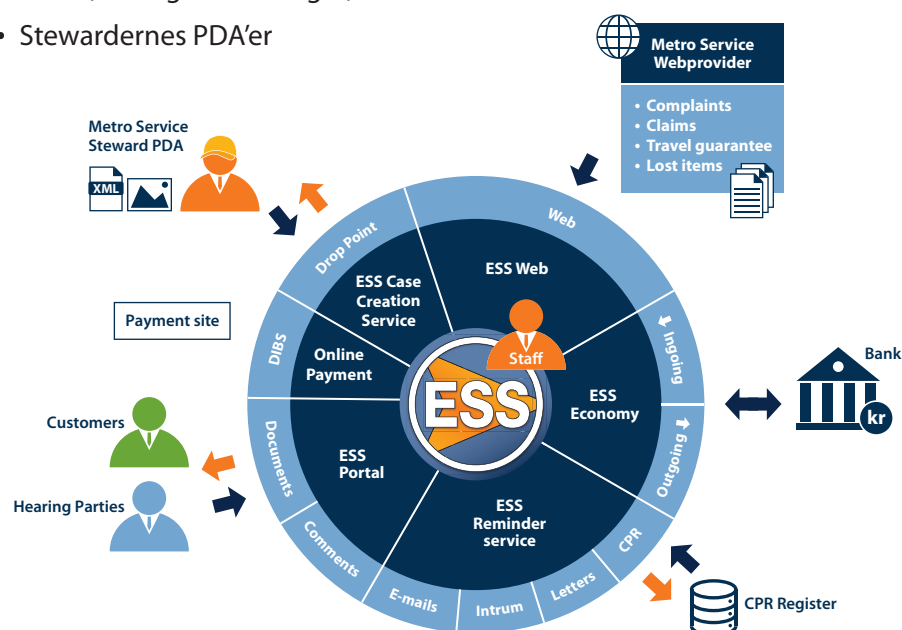 • Stewardernes PDA’er
Metro Service
Webprovider
• Complaints
• Claims
• Travel guarantee
• Lost items
Metro Service
Steward PDA
XML
Drop Point
Web
ESS Web
ESS Case
Creation
Service
Payment site
DIBS
Online
Payment
Staff
ESS
Ingoing
Bank
kr
ESS
Economy
Outgoing
Customers
Documents
ESS
Portal
Hearing Parties
ESS
Reminder
service
Comments
E-mails
Intrum
Letters
CPR
CPR Register